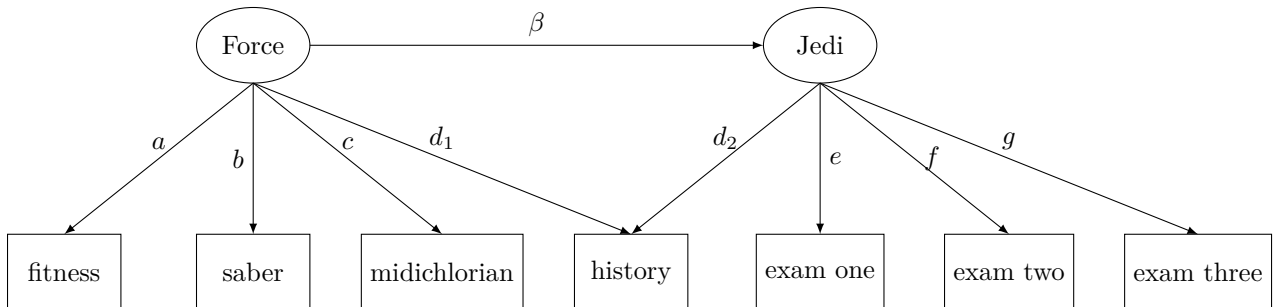 β
Force Jedi
a b c d₁ d₂ e f g
fitness saber midichlorian history exam one exam two exam three